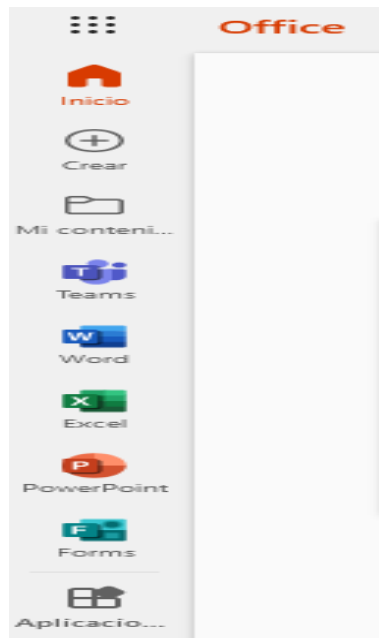 Office
Inicio
Crear
Mi conteni...
Teams
Word
Excel
PowerPoint
Forms
Aplicacio...